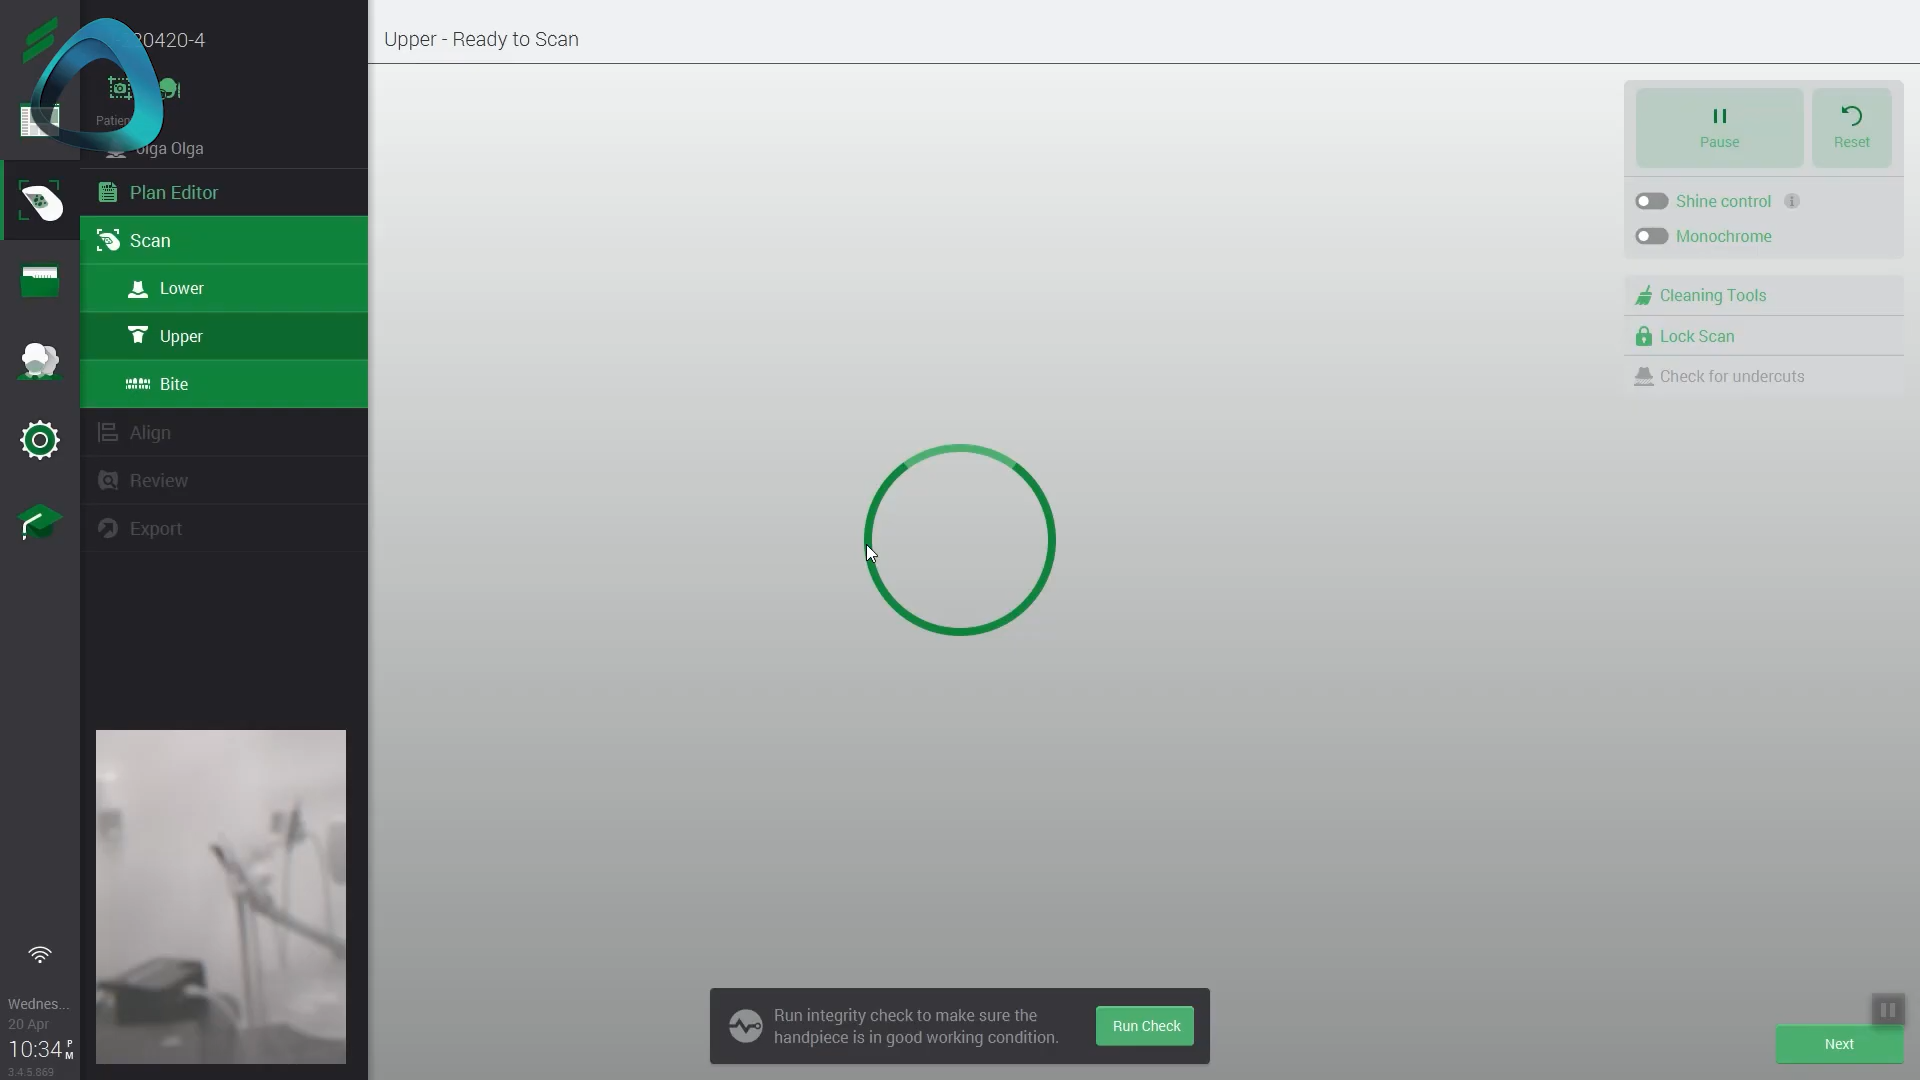 20420-4
Upper - Ready to Scan
Patien
olga Olga
Plan Editor
Scan
Lower
Upper
Bite
Align
Review
Export
Pause
Reset
Shine control
Monochrome
Cleaning Tools
Lock Scan
Check for undercuts
Run integrity check to make sure the
handpiece is in good working condition.
Run Check
Next
Wednes...
20 Apr
10:34 PM
3.4.5.869